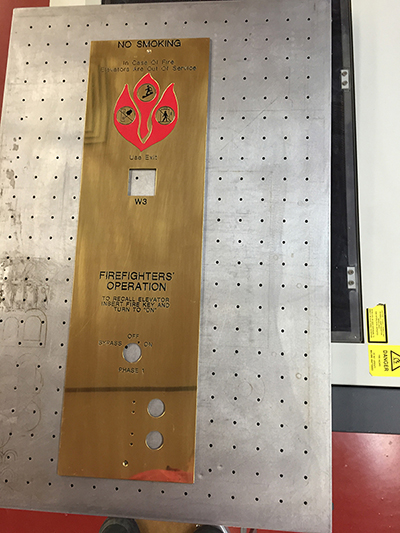 NO SMOKING
In Case Of Fire
Elevators Are Out Of Service
Use Exit
W3
FIREFIGHTERS'
OPERATION
TO RECALL ELEVATOR
INSERT FIRE KEY AND
TURN TO "ON"
OFF
BYPASS ON
PHASE 1
DANGER